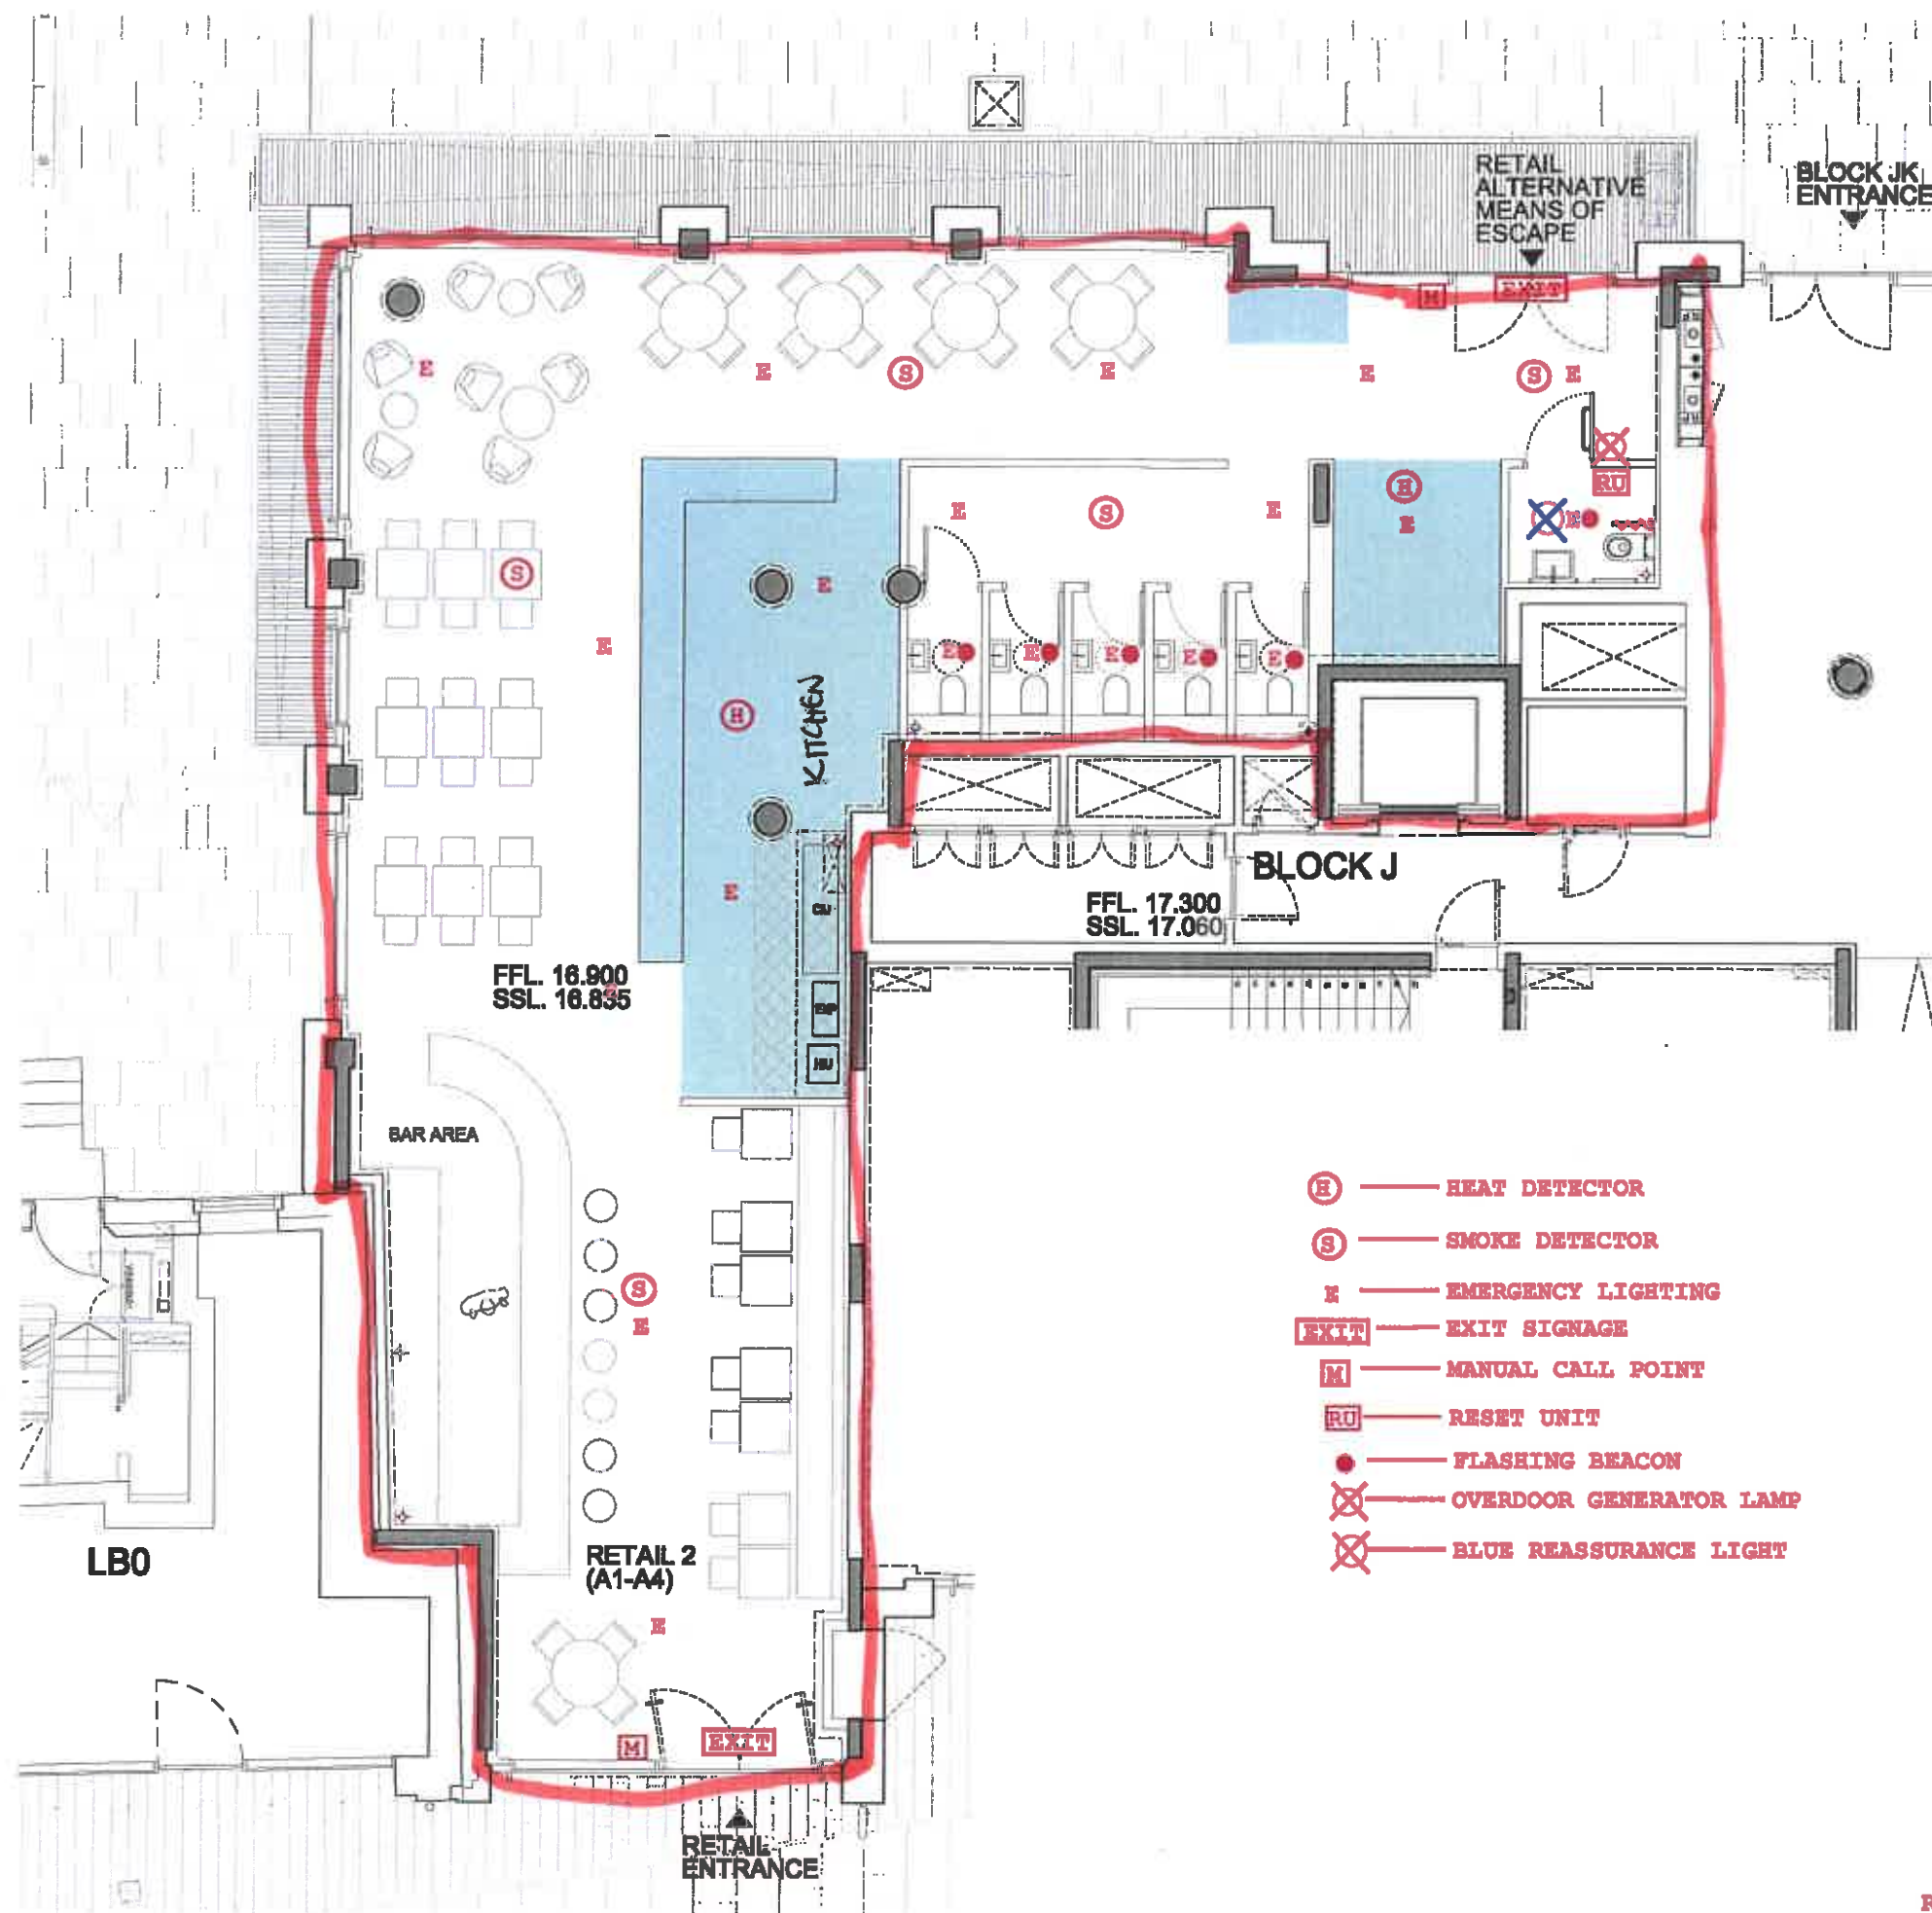 RETAIL
ALTERNATIVE
MEANS OF
ESCAPE
BLOCK JK
ENTRANCE
M
EXIT
E
E
S
E
E
S
E
H
E
RU
E
E
S
E
S
E
E
E
E
E
E
E
E
H
KITCHEN
E
BLOCK J
FFL. 17.300
SSL. 17.060
FFL. 16.900
SSL. 16.835
HU
BAR AREA
S
E
RETAIL 2
(A1-A4)
E
LB0
M
EXIT
RETAIL
ENTRANCE
H HEAT DETECTOR
S SMOKE DETECTOR
E EMERGENCY LIGHTING
EXIT EXIT SIGNAGE
M MANUAL CALL POINT
RU RESET UNIT
FLASHING BEACON
OVERDOOR GENERATOR LAMP
BLUE REASSURANCE LIGHT